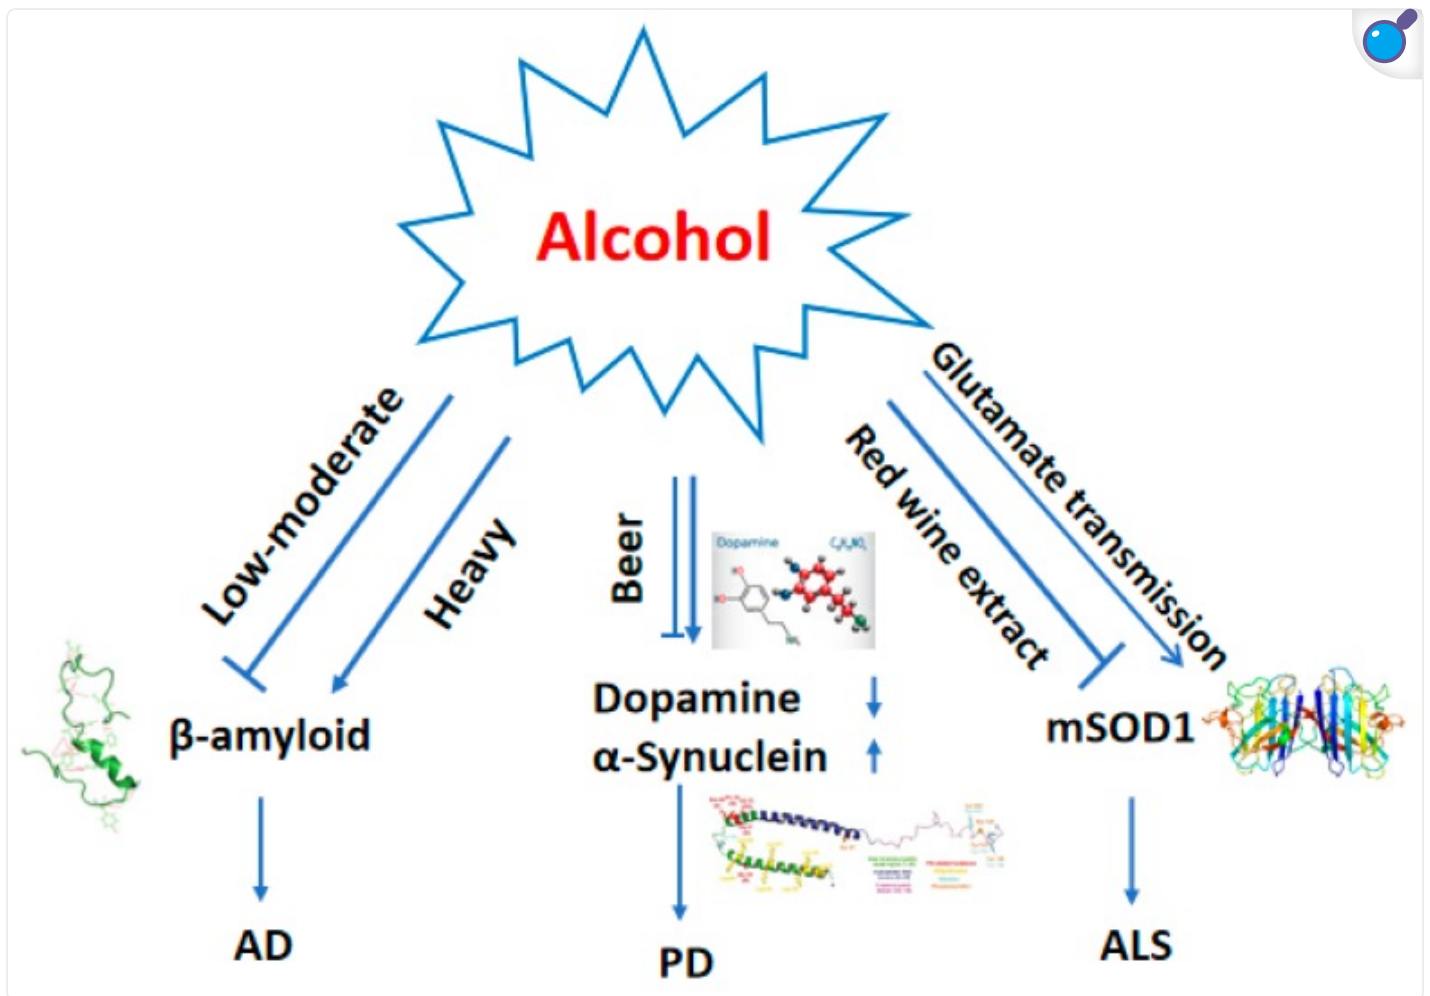 Alcohol
Low-moderate
Heavy
Beer
Red wine extract
Glutamate transmission
Dopamine
β-amyloid
Dopamine
α-Synuclein
mSOD1
AD
PD
ALS